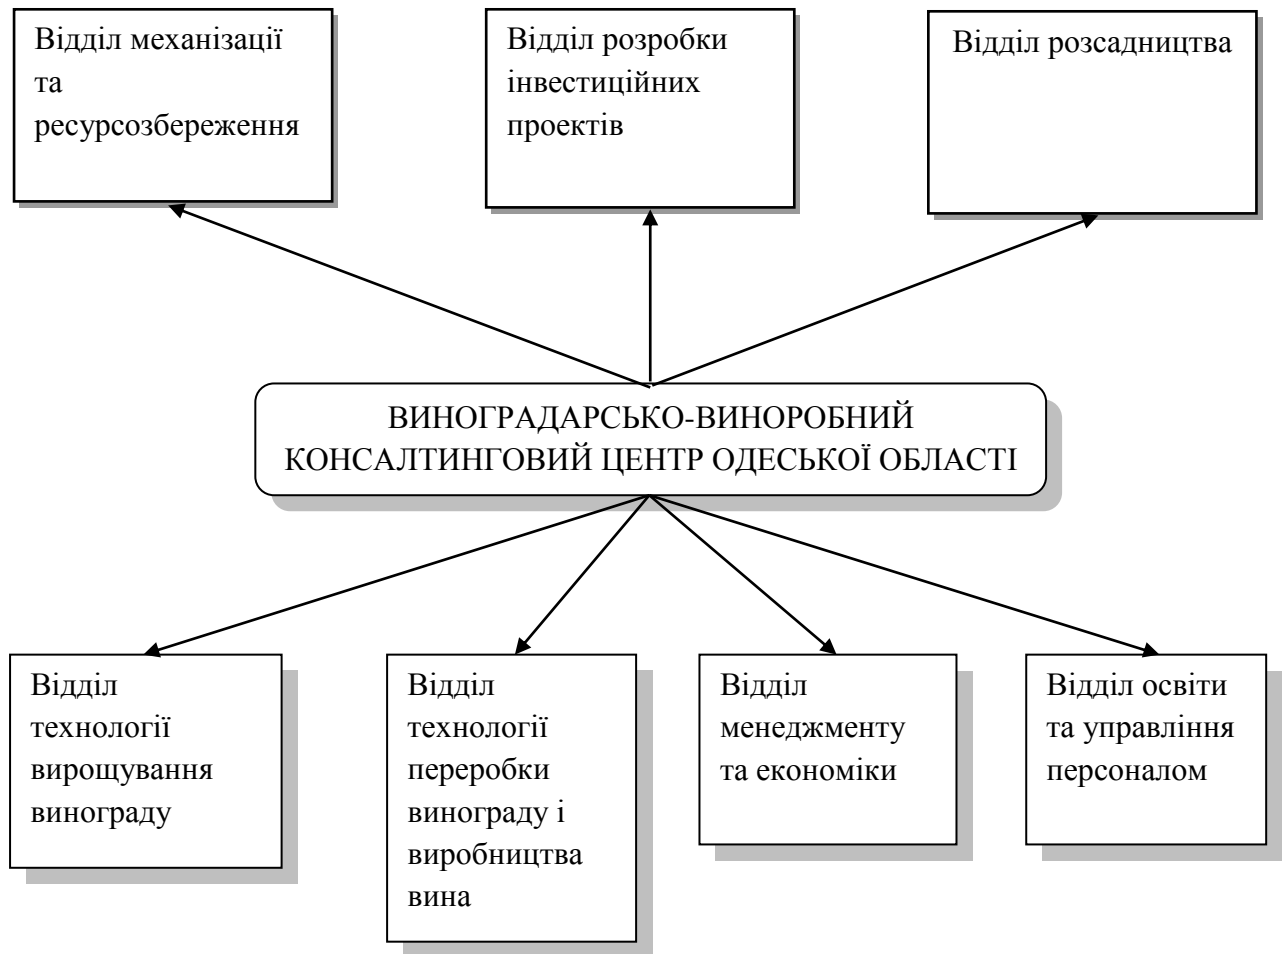 Відділ механізації
та
ресурсозбереження
Відділ розробки
інвестиційних
проектів
Відділ розсадництва
ВИНОГРАДАРСЬКО-ВИНОРОБНИЙ
КОНСАЛТИНГОВИЙ ЦЕНТР ОДЕСЬКОЇ ОБЛАСТІ
Відділ
технології
вирощування
винограду
Відділ
технології
переробки
винограду і
виробництва
вина
Відділ
менеджменту
та економіки
Відділ освіти
та управління
персоналом